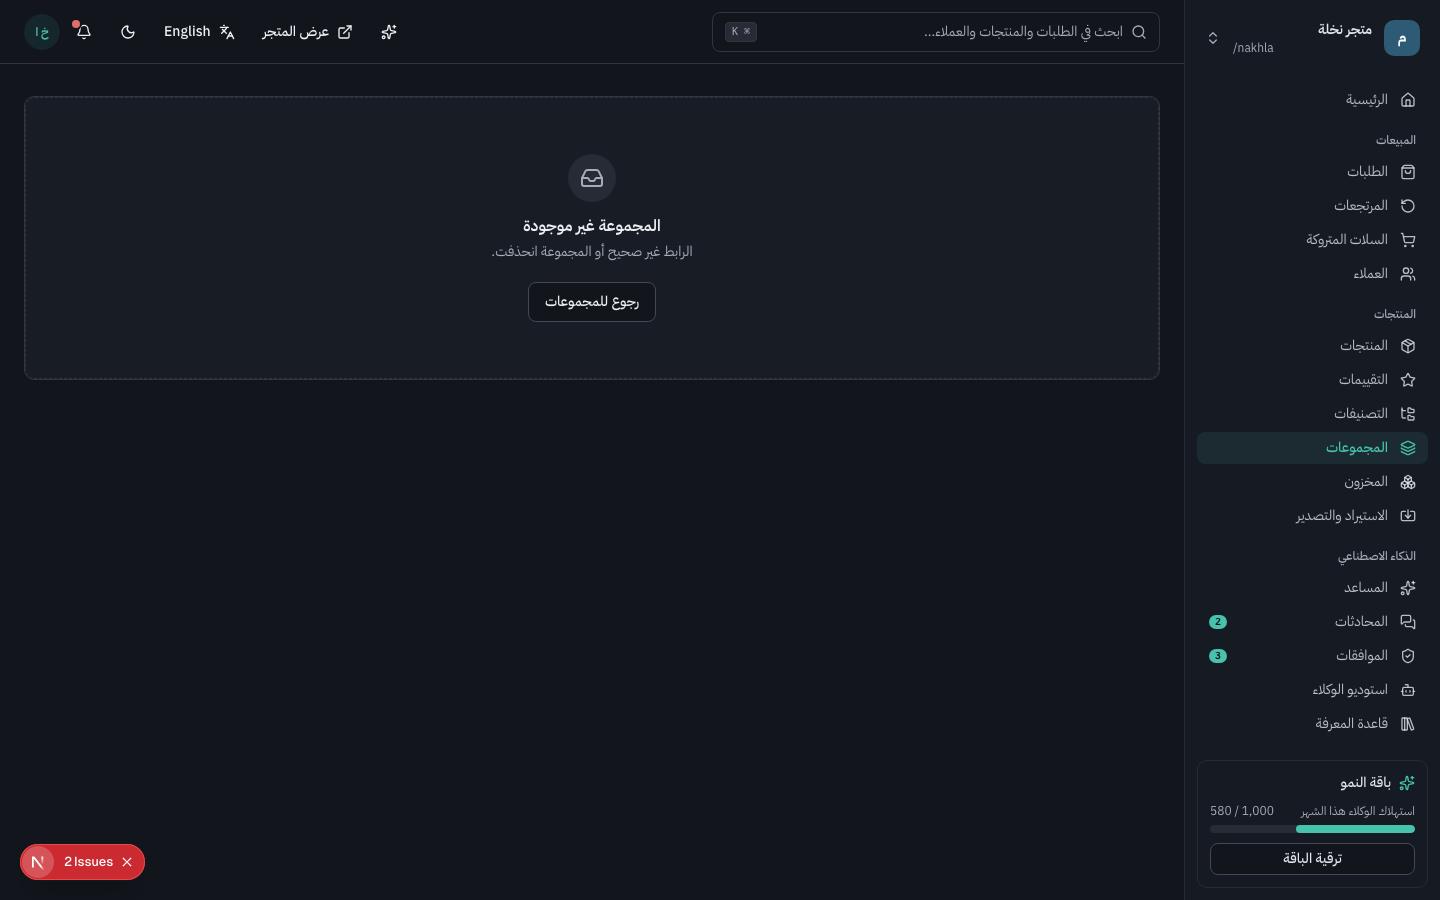 متجر نخلة
/nakhla
ابحث في الطلبات والمنتجات والعملاء...
⌘ K
عرض المتجر
English
خ ا
الرئيسية
المبيعات
الطلبات
المرتجعات
السلات المتروكة
العملاء
المنتجات
المنتجات
التقييمات
التصنيفات
المجموعات
المخزون
الاستيراد والتصدير
الذكاء الاصطناعي
المساعد
المحادثات
2
الموافقات
3
استوديو الوكلاء
قاعدة المعرفة
باقة النمو
استهلاك الوكلاء هذا الشهر
580 / 1,000
ترقية الباقة
م
المجموعة غير موجودة
الرابط غير صحيح أو المجموعة انحذفت.
رجوع للمجموعات
N
2 Issues